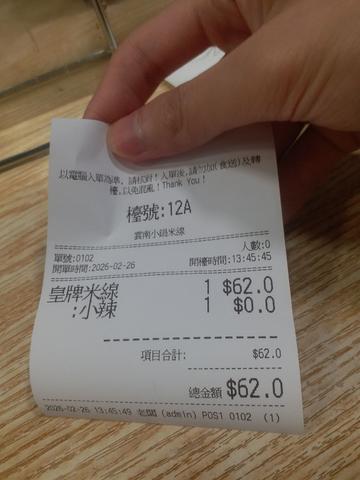 以電腦入單為準，請核對！入單後，請勿加(食送)及轉
檯，以免混亂！Thank You！
檯號:12A
雲南小鍋米線
單號:0102 人數:0
開單時間:2026-02-26 開檯時間:13:45:45
皇牌米線 1 $62.0
:小辣 1 $0.0
項目合計: $62.0
總金額 $62.0
2026-02-26 13:45:49 老闆 (admin) POS1 0102 (1)